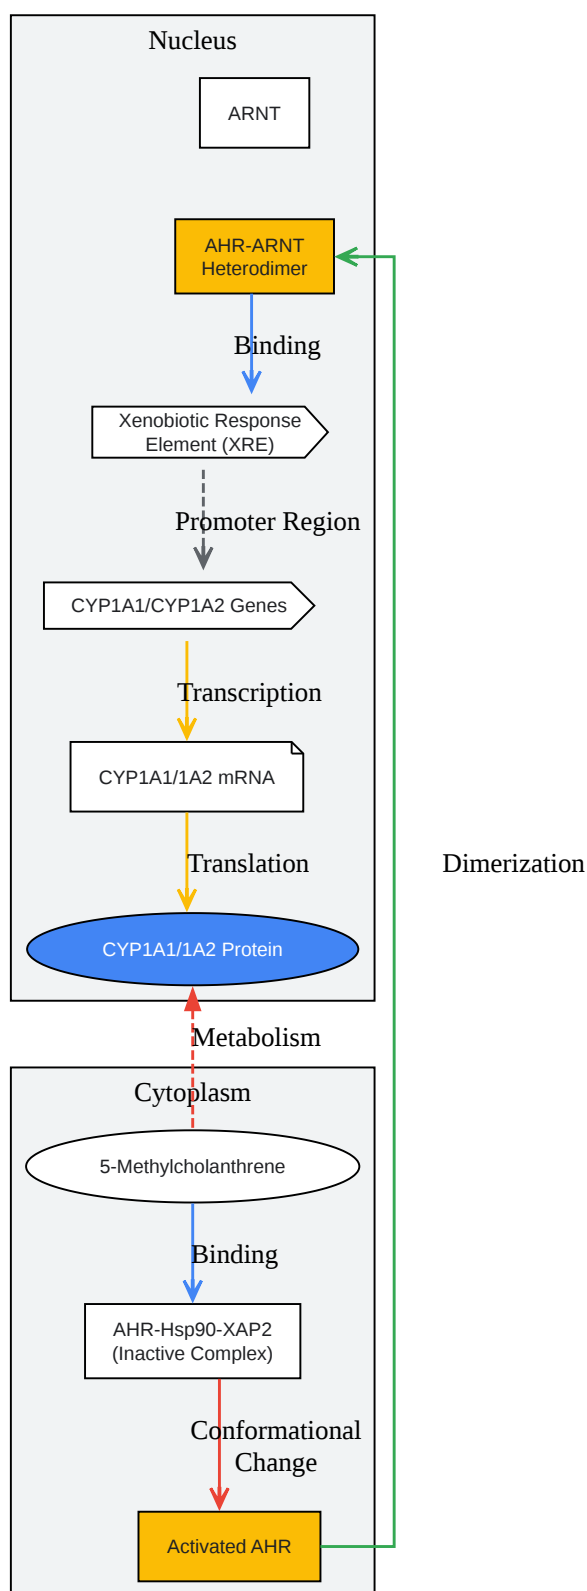 Nucleus
ARNT
AHR-ARNT
Heterodimer
Binding
Xenobiotic Response
Element (XRE)
Promoter Region
CYP1A1/CYP1A2 Genes
Transcription
CYP1A1/1A2 mRNA
Translation
Dimerization
CYP1A1/1A2 Protein
Metabolism
Cytoplasm
5-Methylcholanthrene
Binding
AHR-Hsp90-XAP2
(Inactive Complex)
Conformational
Change
Activated AHR